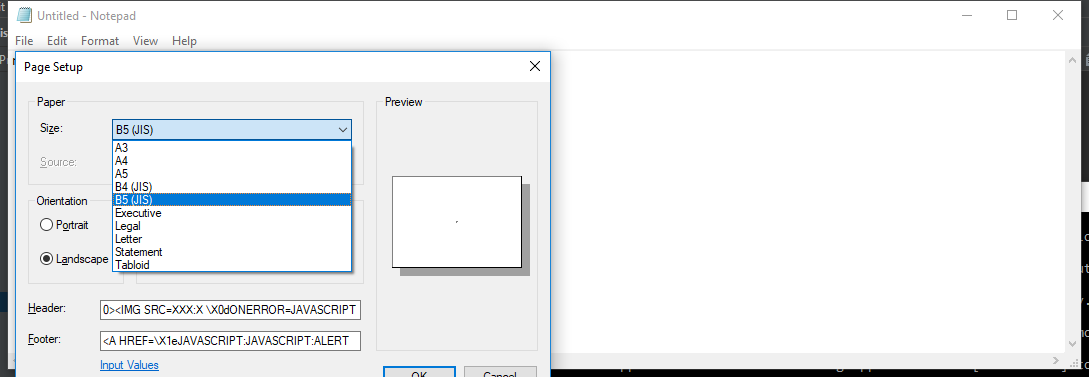 Untitled - Notepad
File Edit Format View Help
Page Setup
Paper
Preview
Size:
B5 (JIS)
A3
A4
A5
B4 (JIS)
B5 (JIS)
Executive
Legal
Letter
Statement
Tabloid
Source:
Orientation
Portrait
Landscape
Header:
0><IMG SRC=XXX:X \X0dONERROR=JAVASCRIPT
Footer:
<A HREF=\X1eJAVASCRIPT:JAVASCRIPT:ALERT
Input Values
OK
Cancel